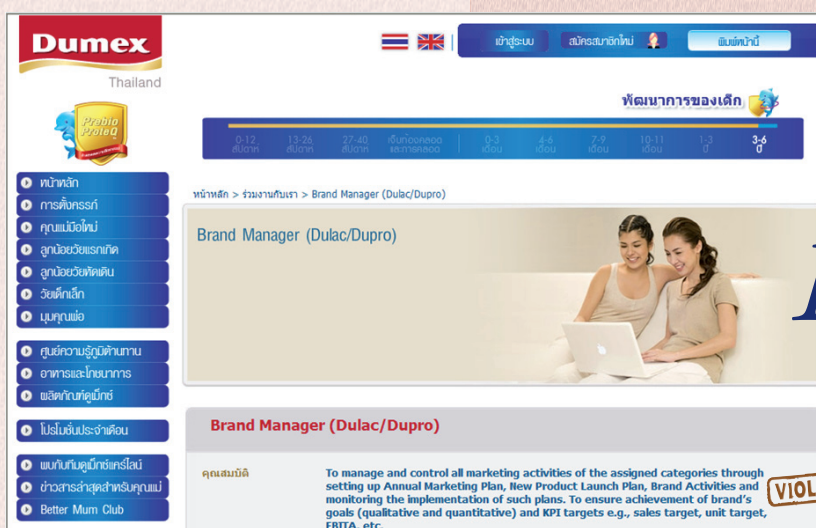 Dumex
Thailand
เข้าสู่ระบบ
สมัครสมาชิกใหม่
พิมพ์หน้านี้
Probio
ProteQ
พัฒนาการของเด็ก
0-12 สัปดาห์
13-26 สัปดาห์
27-40 สัปดาห์
เจ็บท้องคลอด และการคลอด
0-3 เดือน
4-6 เดือน
7-9 เดือน
10-11 เดือน
1-3 ปี
3-6 ปี
หน้าหลัก
การตั้งครรภ์
คุณแม่มือใหม่
ลูกน้อยวัยแรกเกิด
ลูกน้อยวัยหัดเดิน
วัยเด็กเล็ก
มุมคุณพ่อ
ศูนย์ความรู้ภูมิต้านทาน
อาหารและโภชนาการ
ผลิตภัณฑ์ดูเม็กซ์
โปรโมชั่นประจำเดือน
พบกับทีมดูเม็กซ์แคร์ไลน์
ข่าวสารล่าสุดสำหรับคุณแม่
Better Mum Club
หน้าหลัก > ร่วมงานกับเรา > Brand Manager (Dulac/Dupro)
Brand Manager (Dulac/Dupro)
Brand Manager (Dulac/Dupro)
คุณสมบัติ
To manage and control all marketing activities of the assigned categories through
setting up Annual Marketing Plan, New Product Launch Plan, Brand Activities and
monitoring the implementation of such plans. To ensure achievement of brand's
goals (qualitative and quantitative) and KPI targets e.g., sales target, unit target,
EBITA, etc.
VIOL